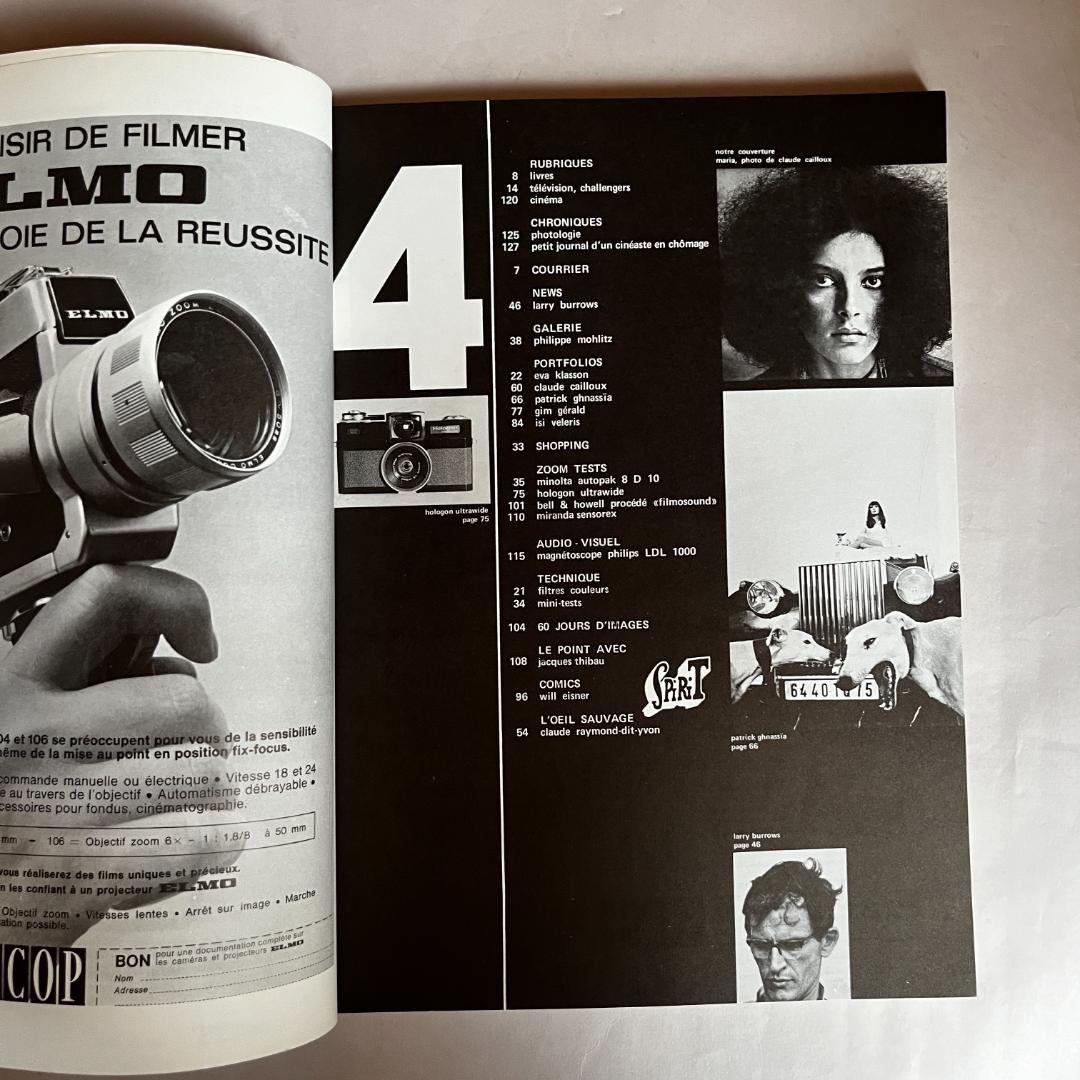 ISIR DE FILMER
LMO
OIE DE LA REUSSITE
ELMO
ZOOM
04 et 106 se préoccupent pour vous de la sensibilité
ême de la mise au point en position fix-focus.
commande manuelle ou électrique • Vitesse 18 et 24
e au travers de l'objectif • Automatisme débrayable •
cessoires pour fondus, cinématographie.
mm – 106 = Objectif zoom 6× – 1 : 1,8/8 à 50 mm
vous réaliserez des films uniques et précieux.
n les confiant à un projecteur ELMO
Objectif zoom • Vitesses lentes • Arrêt sur image • Marche
ation possible.
COP
BON pour une documentation complète sur
les caméras et projecteurs ELMO
Nom
Adresse
4
hologon ultrawide
page 75
RUBRIQUES
8 livres
14 télévision, challengers
120 cinéma
CHRONIQUES
125 photologie
127 petit journal d'un cinéaste en chômage
7 COURRIER
NEWS
46 larry burrows
GALERIE
38 philippe mohlitz
PORTFOLIOS
22 eva klasson
60 claude cailloux
66 patrick ghnassïa
77 gim gérald
84 isi veleris
33 SHOPPING
ZOOM TESTS
35 minolta autopak 8 D 10
75 hologon ultrawide
101 bell & howell procédé «filmosound»
110 miranda sensorex
AUDIO - VISUEL
115 magnétoscope philips LDL 1000
TECHNIQUE
21 filtres couleurs
34 mini-tests
104 60 JOURS D'IMAGES
LE POINT AVEC
108 jacques thibau
COMICS
96 will eisner
SPIRIT
L'OEIL SAUVAGE
54 claude raymond-dit-yvon
notre couverture
maria, photo de claude cailloux
patrick ghnassïa
page 66
larry burrows
page 46